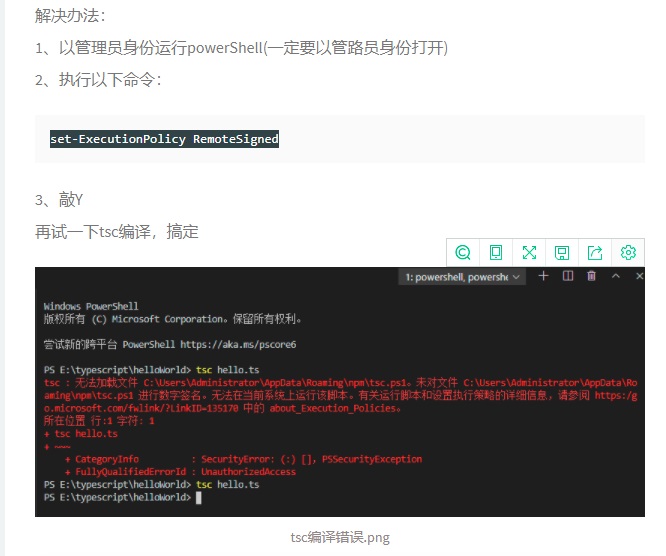 解决办法：
1、以管理员身份运行powerShell(一定要以管路员身份打开)
2、执行以下命令：
set-ExecutionPolicy RemoteSigned
3、敲Y
再试一下tsc编译，搞定
1: powershell, powershe
Windows PowerShell
版权所有 (C) Microsoft Corporation。保留所有权利。
尝试新的跨平台 PowerShell https://aka.ms/pscore6
PS E:\typescript\helloWorld> tsc hello.ts
tsc : 无法加载文件 C:\Users\Administrator\AppData\Roaming\npm\tsc.ps1。未对文件 C:\Users\Administrator\AppData\Ro
aming\npm\tsc.ps1 进行数字签名。无法在当前系统上运行该脚本。有关运行脚本和设置执行策略的详细信息，请参阅 https:/g
o.microsoft.com/fwlink/?LinkID=135170 中的 about_Execution_Policies。
所在位置 行:1 字符: 1
+ tsc hello.ts
+ ~~~
+ CategoryInfo : SecurityError: (:) []，PSSecurityException
+ FullyQualifiedErrorId : UnauthorizedAccess
PS E:\typescript\helloWorld> tsc hello.ts
PS E:\typescript\helloWorld>
tsc编译错误.png